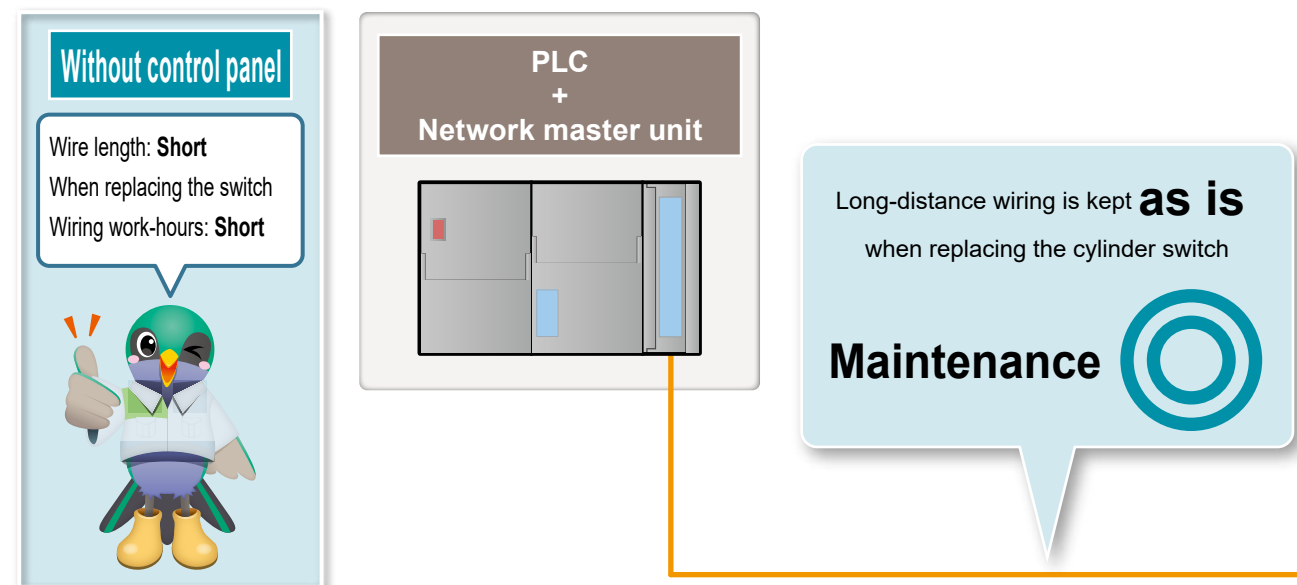 Without control panel
Wire length: Short
When replacing the switch
Wiring work-hours: Short
PLC
+
Network master unit
Long-distance wiring is kept as is
when replacing the cylinder switch
Maintenance